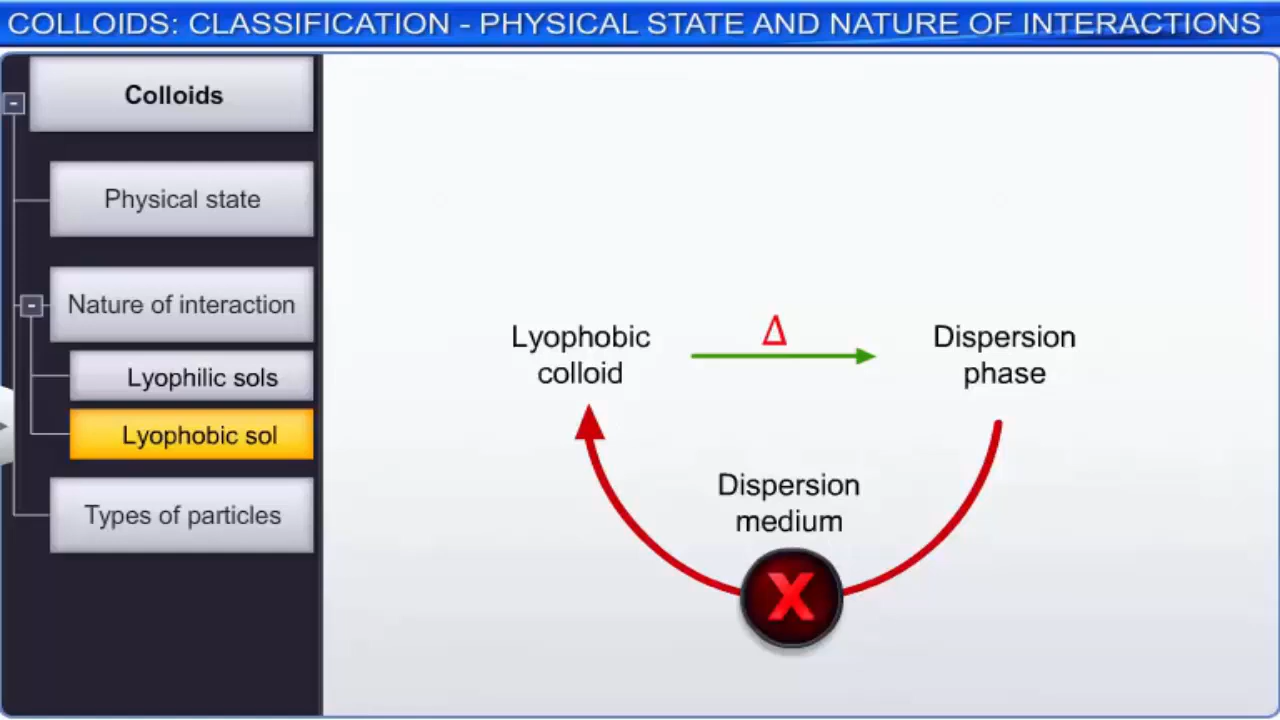 COLLOIDS: CLASSIFICATION - PHYSICAL STATE AND NATURE OF INTERACTIONS
-
Colloids
Physical state
-
Nature of interaction
Lyophilic sols
Lyophobic sol
Types of particles
Lyophobic
colloid
Δ
Dispersion
phase
Dispersion
medium
X